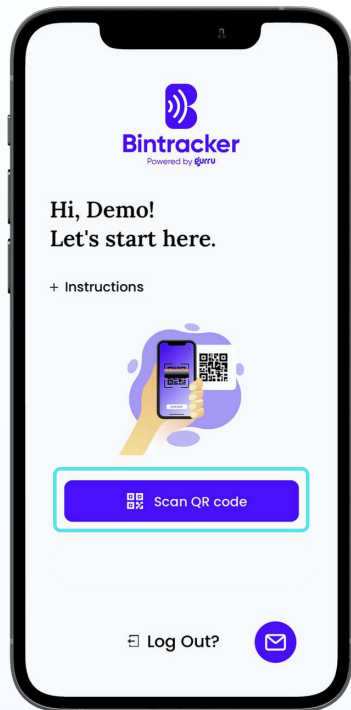 Bintracker
Powered by gurru
Hi, Demo!
Let's start here.
+ Instructions
Scan QR code
Log Out?